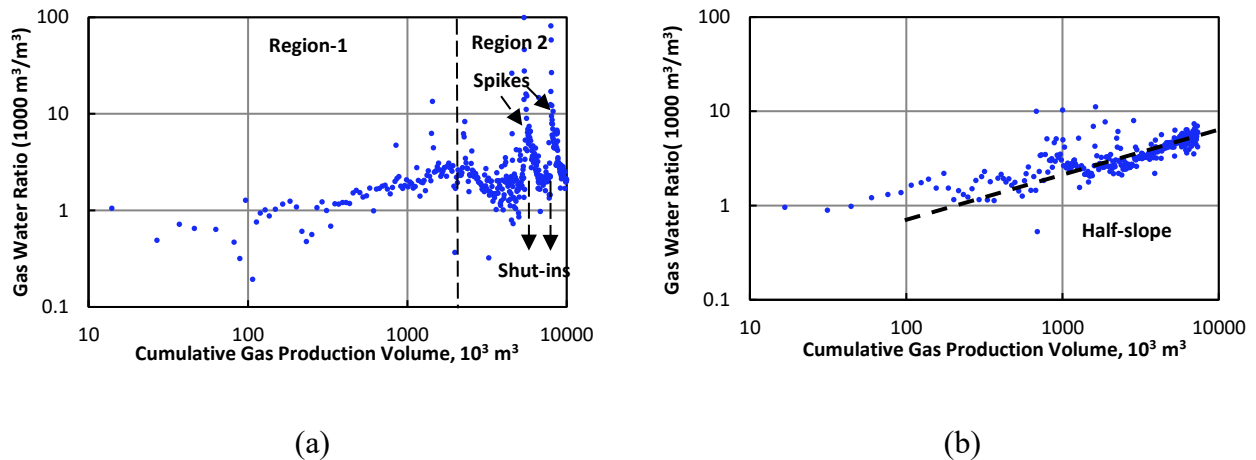 Gas Water Ratio (1000 m³/m³)
100
10
1
0.1
Region-1
Region 2
Spikes
Shut-ins
10
100
1000
10000
Cumulative Gas Production Volume, 10³ m³
(a)
Gas Water Ratio( 1000 m³/m³)
100
10
1
0.1
Half-slope
10
100
1000
10000
Cumulative Gas Production Volume, 10³ m³
(b)